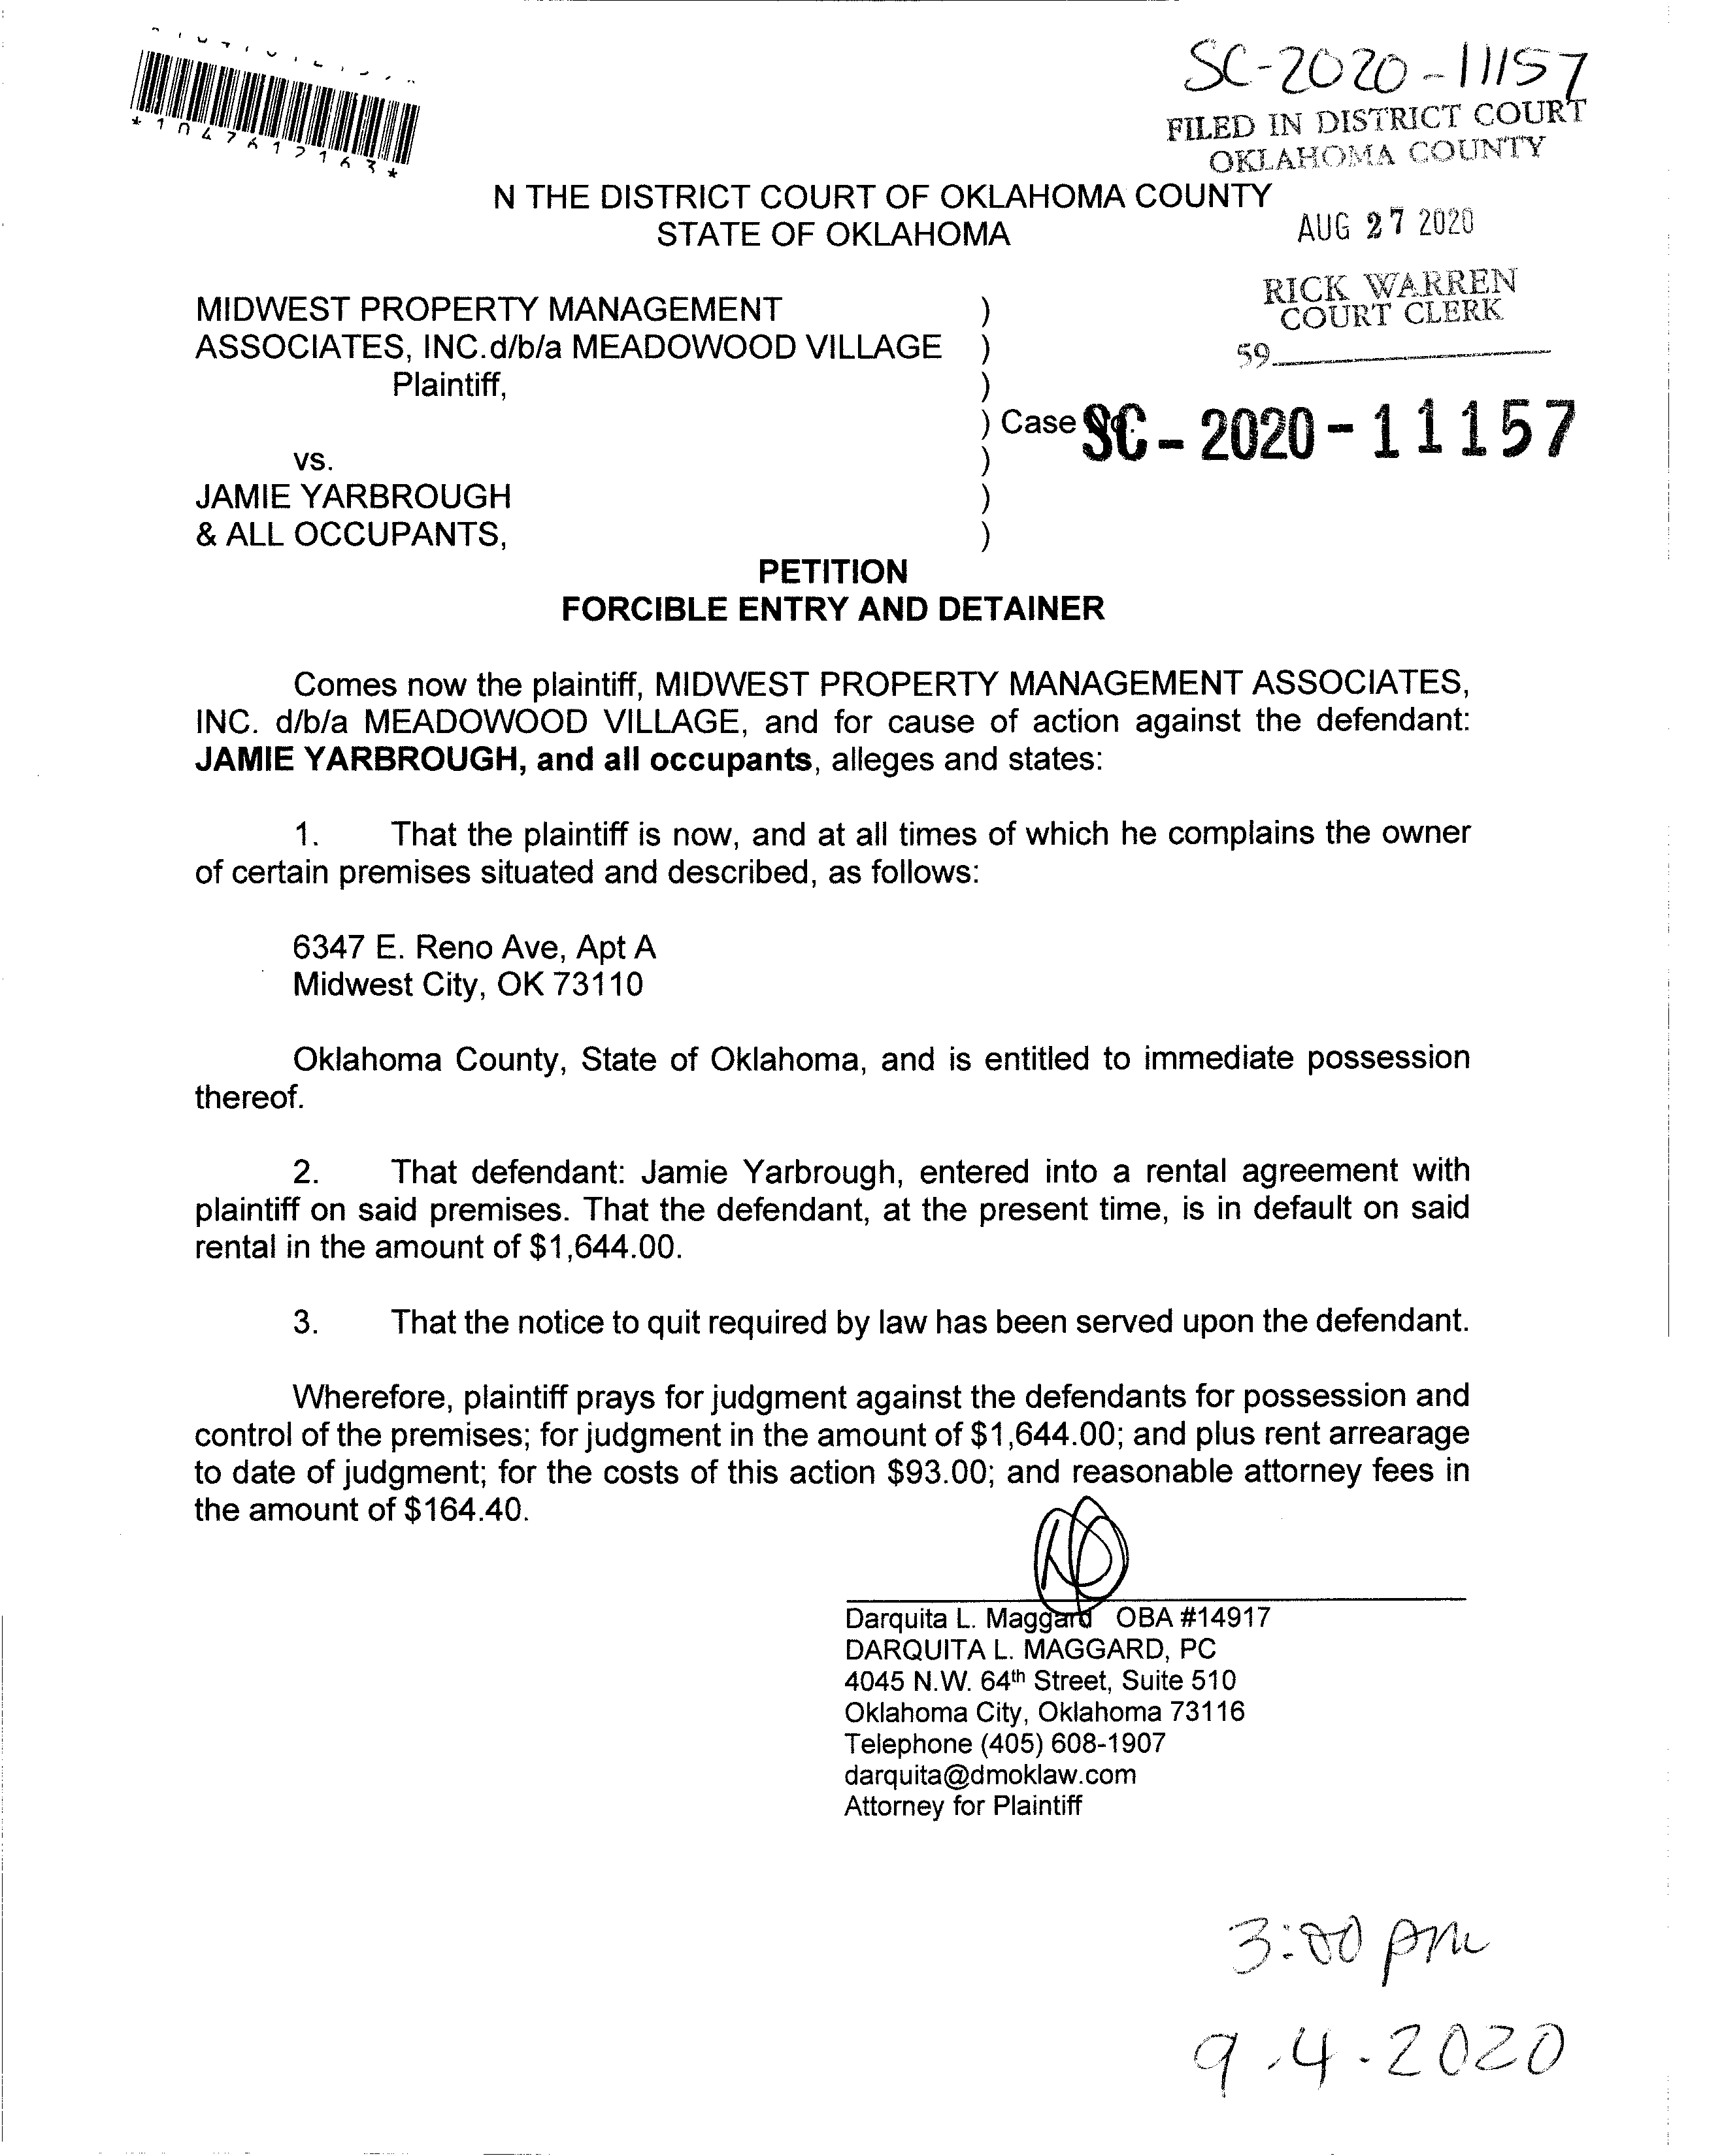 SC-2020-11157
FILED IN DISTRICT COURT
OKLAHOMA COUNTY
*1047612163*
N THE DISTRICT COURT OF OKLAHOMA COUNTY
STATE OF OKLAHOMA
AUG 27 2020
RICK WARREN
COURT CLERK
59
MIDWEST PROPERTY MANAGEMENT )
ASSOCIATES, INC.d/b/a MEADOWOOD VILLAGE )
Plaintiff, )
) Case No. SC-2020-11157
vs. )
JAMIE YARBROUGH )
& ALL OCCUPANTS, )
PETITION
FORCIBLE ENTRY AND DETAINER
Comes now the plaintiff, MIDWEST PROPERTY MANAGEMENT ASSOCIATES,
INC. d/b/a MEADOWOOD VILLAGE, and for cause of action against the defendant:
JAMIE YARBROUGH, and all occupants, alleges and states:
1. That the plaintiff is now, and at all times of which he complains the owner
of certain premises situated and described, as follows:
6347 E. Reno Ave, Apt A
Midwest City, OK 73110
Oklahoma County, State of Oklahoma, and is entitled to immediate possession
thereof.
2. That defendant: Jamie Yarbrough, entered into a rental agreement with
plaintiff on said premises. That the defendant, at the present time, is in default on said
rental in the amount of $1,644.00.
3. That the notice to quit required by law has been served upon the defendant.
Wherefore, plaintiff prays for judgment against the defendants for possession and
control of the premises; for judgment in the amount of $1,644.00; and plus rent arrearage
to date of judgment; for the costs of this action $93.00; and reasonable attorney fees in
the amount of $164.40.
Darquita L. Maggard OBA #14917
DARQUITA L. MAGGARD, PC
4045 N.W. 64th Street, Suite 510
Oklahoma City, Oklahoma 73116
Telephone (405) 608-1907
darquita@dmoklaw.com
Attorney for Plaintiff
3:00 pm
9.4.2020